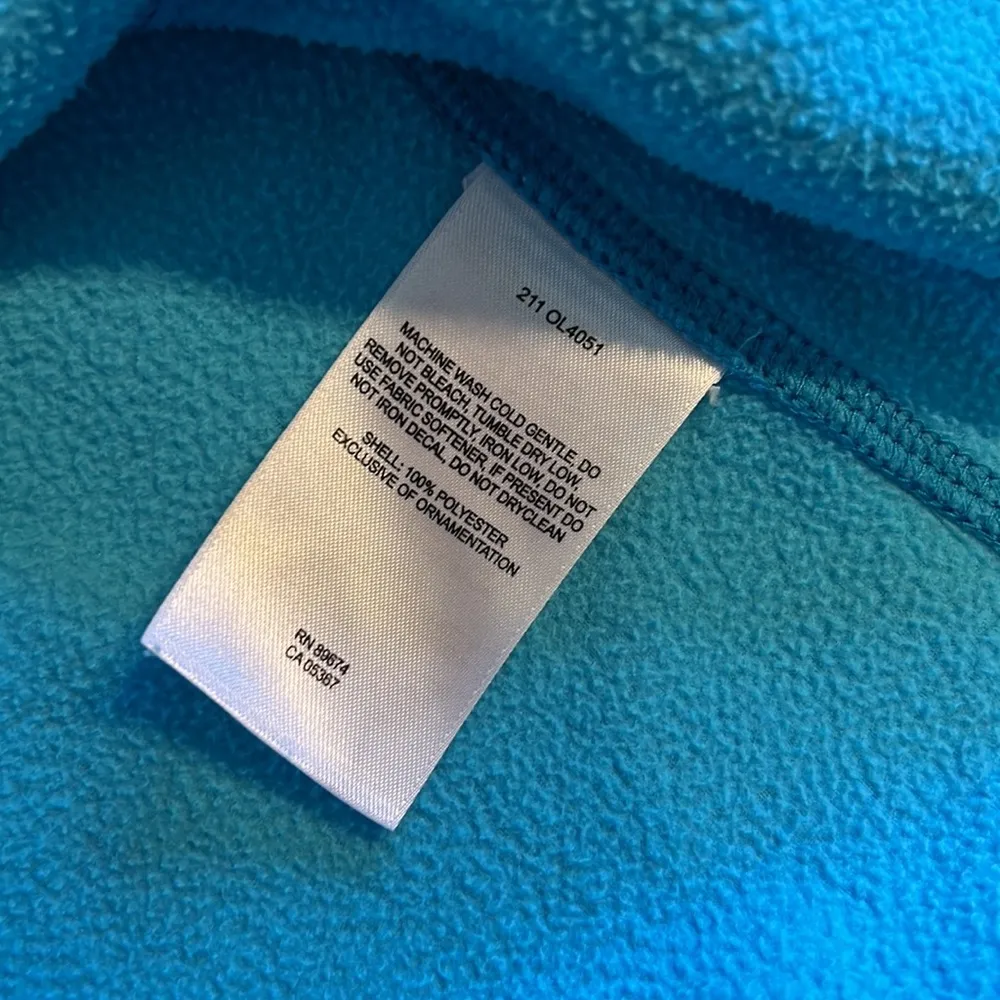 211 OL4051
MACHINE WASH COLD GENTLE, DO
NOT BLEACH, TUMBLE DRY LOW,
REMOVE PROMPTLY, IRON LOW, DO NOT
USE FABRIC SOFTENER, IF PRESENT DO
NOT IRON DECAL, DO NOT DRYCLEAN
SHELL: 100% POLYESTER
EXCLUSIVE OF ORNAMENTATION
RN 89674
CA 05367